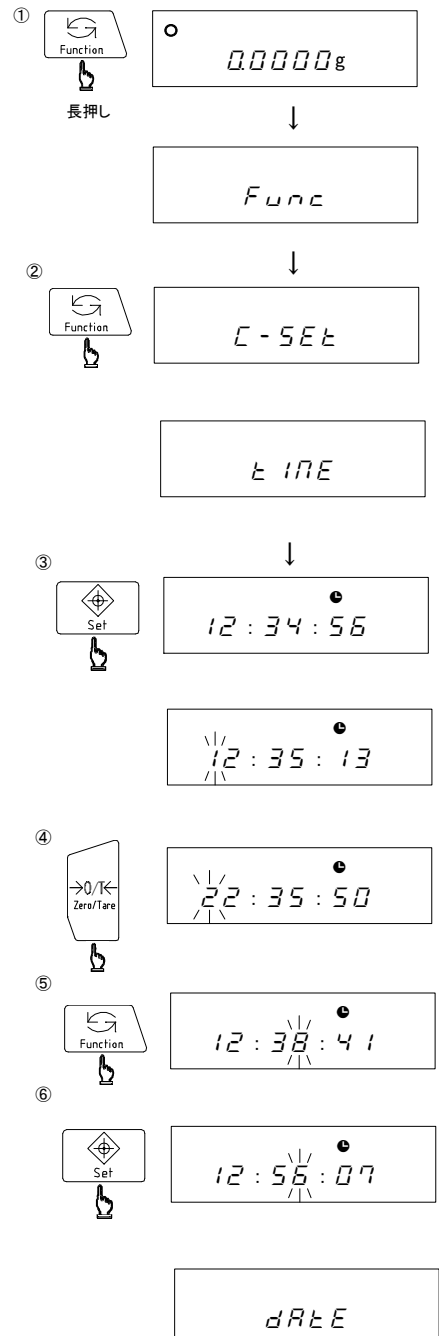 ①
Function
長押し
0.0000g
↓
Func
↓
②
Function
C-SEt
tIME
↓
③
Set
12:34:56
12:35:13
④
→0/T←
Zero/Tare
22:35:50
⑤
Function
12:38:41
⑥
Set
12:56:07
dAtE